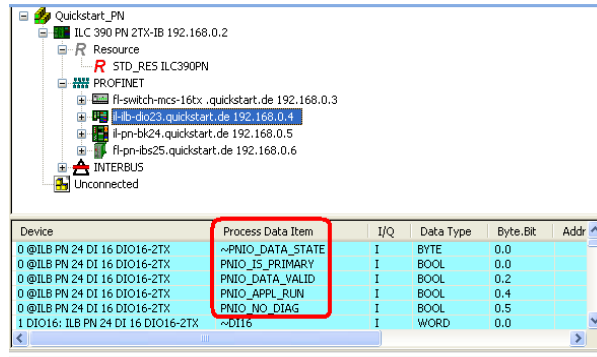 Quickstart_PN
ILC 390 PN 2TX-IB 192.168.0.2
R Resource
R STD_RES ILC390PN
PROFINET
fl-switch-mcs-16tx .quickstart.de 192.168.0.3
il-ilb-dio23.quickstart.de 192.168.0.4
il-pn-bk24.quickstart.de 192.168.0.5
fl-pn-ibs25.quickstart.de 192.168.0.6
INTERBUS
Unconnected
Device Process Data Item I/Q Data Type Byte.Bit Addr
0 @ILB PN 24 DI 16 DIO16-2TX ~PNIO_DATA_STATE I BYTE 0.0
0 @ILB PN 24 DI 16 DIO16-2TX PNIO_IS_PRIMARY I BOOL 0.0
0 @ILB PN 24 DI 16 DIO16-2TX PNIO_DATA_VALID I BOOL 0.2
0 @ILB PN 24 DI 16 DIO16-2TX PNIO_APPL_RUN I BOOL 0.4
0 @ILB PN 24 DI 16 DIO16-2TX PNIO_NO_DIAG I BOOL 0.5
1 DIO16: ILB PN 24 DI 16 DIO16-2TX ~DI16 I WORD 0.0